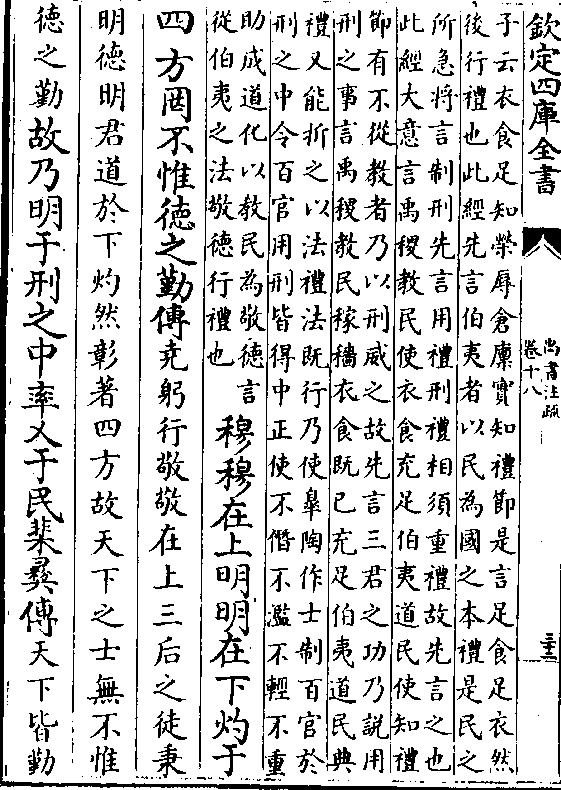 欽定四庫全書
尚書注疏
卷十八
三十三
子云衣食足知榮辱倉廩實知禮節是言足食足衣然
後行禮也此經先言伯夷者以民為國之本禮是民之
所急將言制刑先言用禮刑禮相須重禮故先言之也
此經大意言禹稷教民使衣食充足伯夷道民使知禮
節有不從教者乃以刑威之故先言三君之功乃說用
刑之事言禹稷教民稼穡衣食既已充足伯夷道民典
禮又能折之以法禮法既行乃使臯陶作士制百官於
刑之中令百官用刑皆得中正使不僭不濫不輕不重
助成道化以教民為敬德言
從伯夷之法敬德行禮也
穆穆在上明明在下灼于
四方罔不惟德之勤傳堯躬行敬敬在上三后之徒秉
明德明君道於下灼然彰著四方故天下之士無不惟
德之勤故乃明于刑之中率乂于民棐彝傳天下皆勤